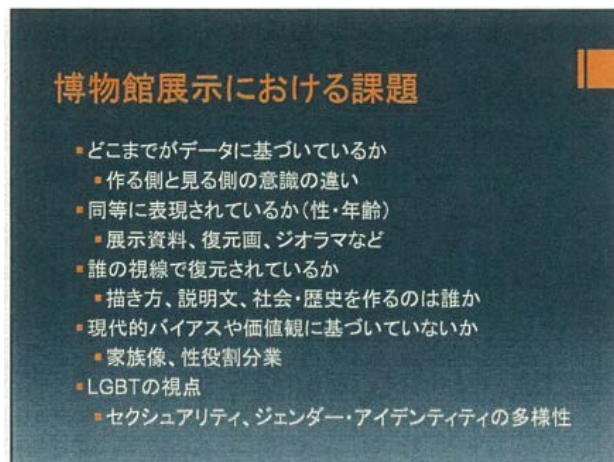 博物館展示における課題
▪どこまでがデータに基づいているか
▪作る側と見る側の意識の違い
▪同等に表現されているか(性・年齢)
▪展示資料、復元画、ジオラマなど
▪誰の視線で復元されているか
▪描き方、説明文、社会・歴史を作るのは誰か
▪現代的バイアスや価値観に基づいていないか
▪家族像、性役割分業
▪LGBTの視点
▪セクシュアリティ、ジェンダー・アイデンティティの多様性